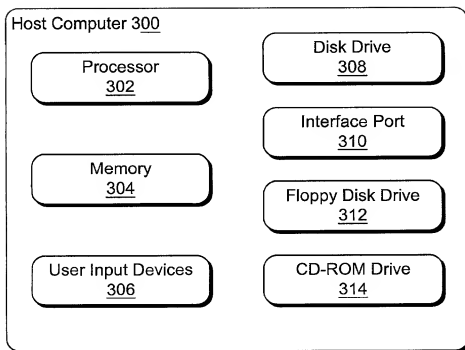 Host Computer 300
Processor
302
Memory
304
User Input Devices
306
Disk Drive
308
Interface Port
310
Floppy Disk Drive
312
CD-ROM Drive
314